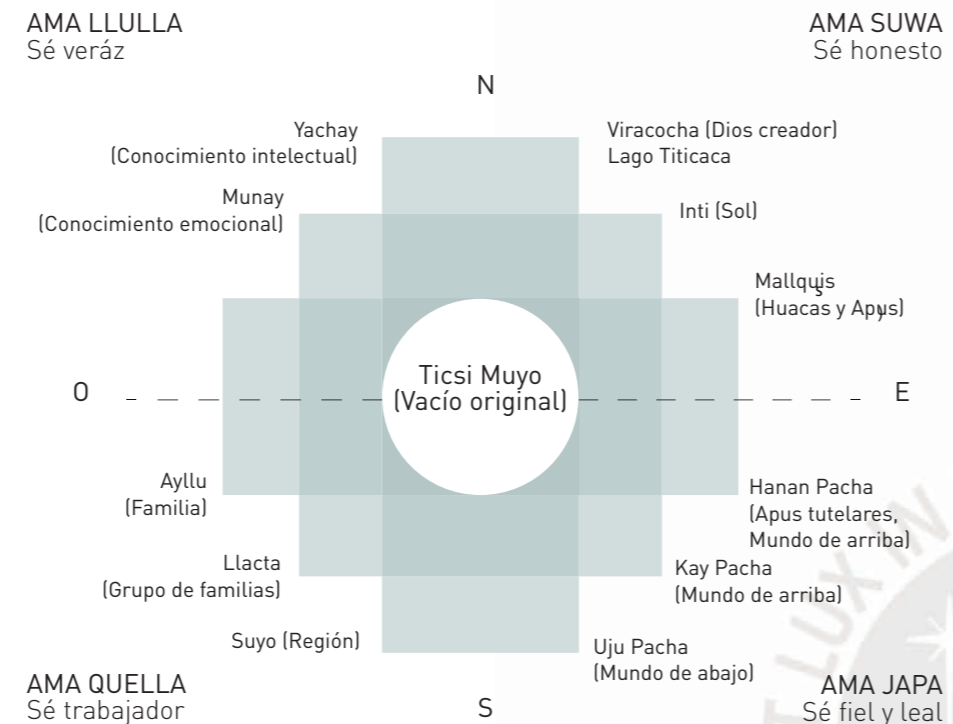 AMA LLULLA
Sé veráz
AMA SUWA
Sé honesto
N
Yachay
(Conocimiento intelectual)
Viracocha (Dios creador)
Lago Titicaca
Munay
(Conocimiento emocional)
Inti (Sol)
Mallquis
(Huacas y Apus)
Ticsi Muyo
(Vacío original)
O
E
Ayllu
(Familia)
Hanan Pacha
(Apus tutelares,
Mundo de arriba)
Llacta
(Grupo de familias)
Kay Pacha
(Mundo de arriba)
Suyo (Región)
Uju Pacha
(Mundo de abajo)
AMA QUELLA
Sé trabajador
S
AMA JAPA
Sé fiel y leal
LUX IN